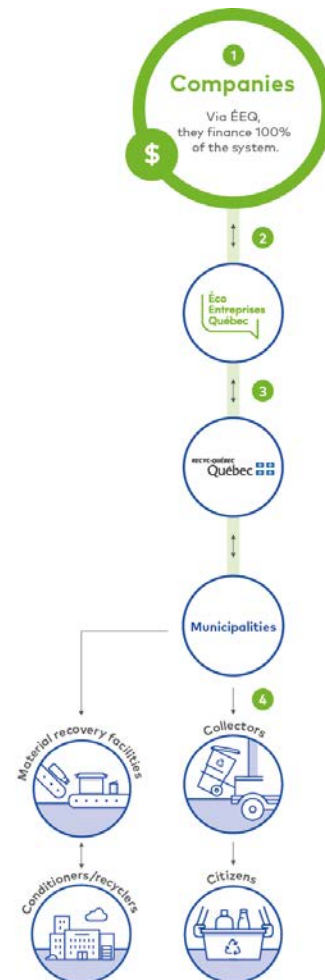 1
Companies
Via ÉEQ,
they finance 100%
of the system.
$
2
Éco
Entreprises
Québec
3
RECYC-QUÉBEC
Québec
Municipalities
4
Material recovery facilities
Collectors
Conditioners/recyclers
Citizens